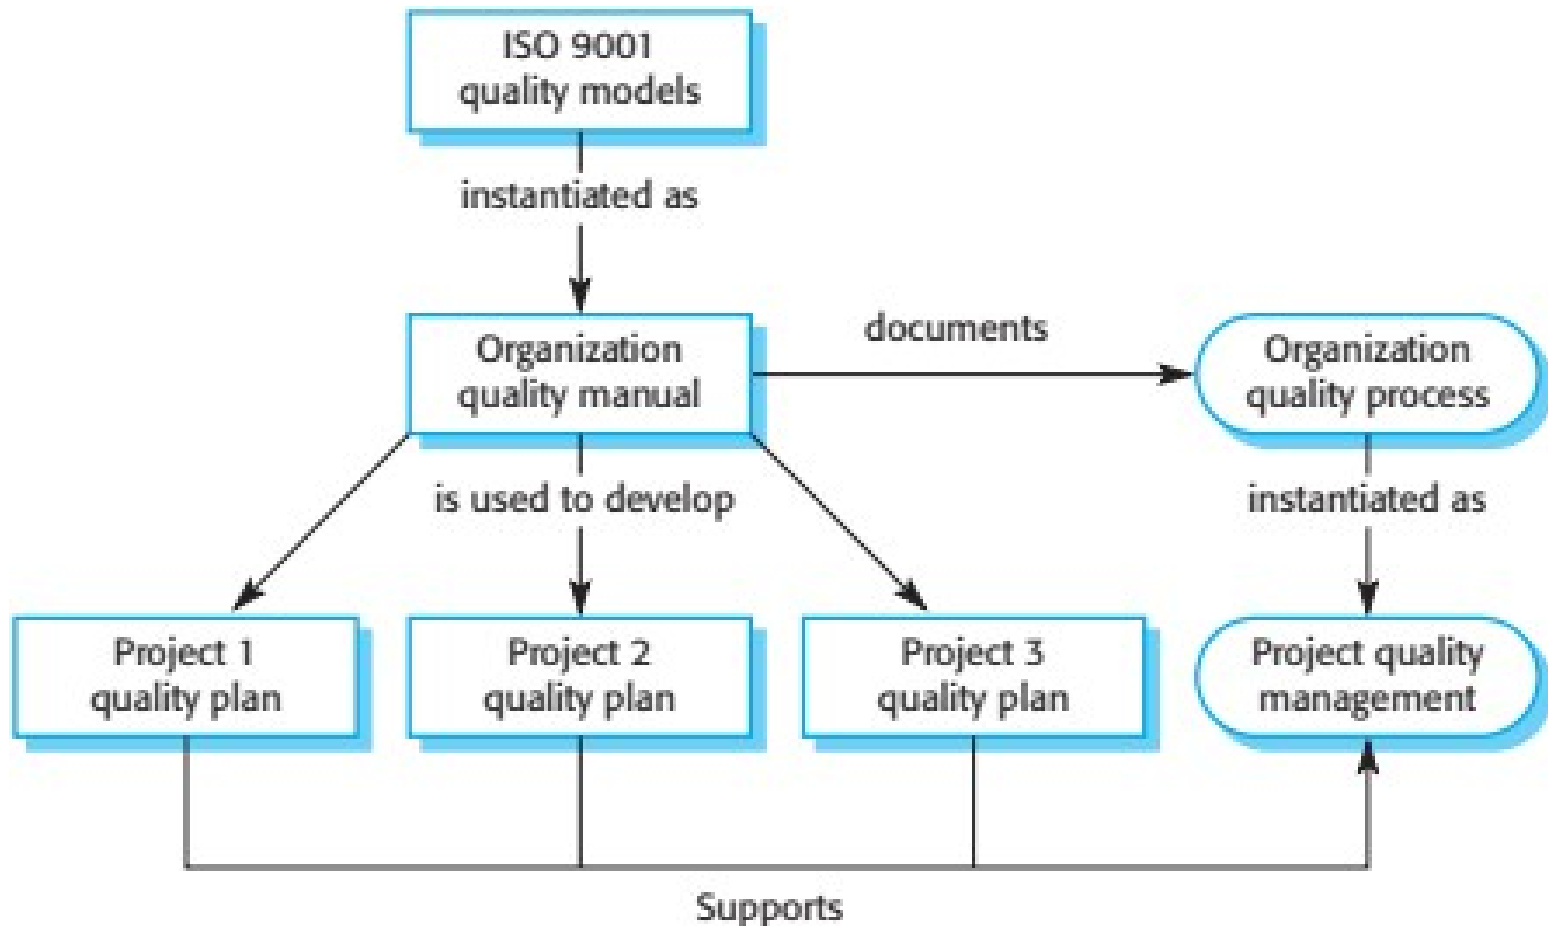 ISO 9001
quality models
instantiated as
Organization
quality manual
documents
Organization
quality process
is used to develop
instantiated as
Project 1
quality plan
Project 2
quality plan
Project 3
quality plan
Project quality
management
Supports